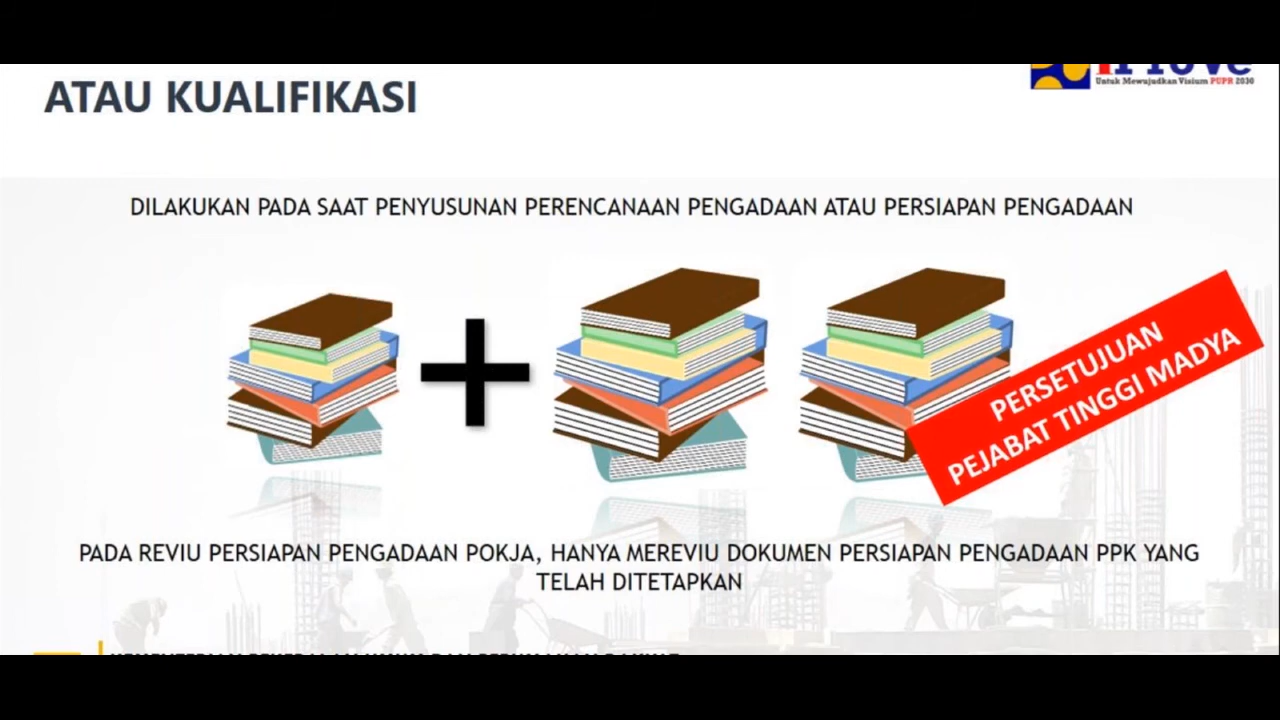 ATAU KUALIFIKASI
Untuk Mewujudkan Visium PUPR 2030
DILAKUKAN PADA SAAT PENYUSUNAN PERENCANAAN PENGADAAN ATAU PERSIAPAN PENGADAAN
PERSETUJUAN
PEJABAT TINGGI MADYA
PADA REVIU PERSIAPAN PENGADAAN POKJA, HANYA MEREVIU DOKUMEN PERSIAPAN PENGADAAN PPK YANG
TELAH DITETAPKAN